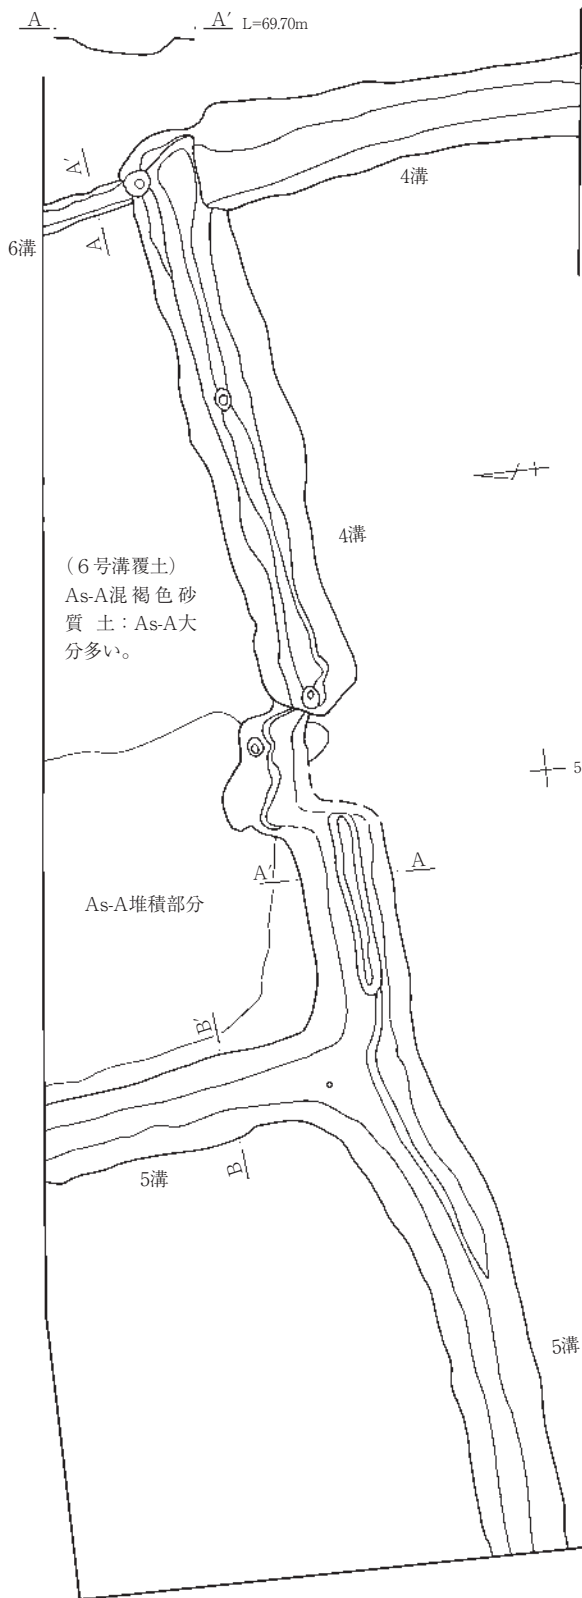 A A′ L=69.70m
4溝
A′
A
6溝
4溝
（6号溝覆土）
As-A混褐色砂
質土：As-A大
分多い。
5
A′ A
As-A堆積部分
B′
5溝
B
5溝